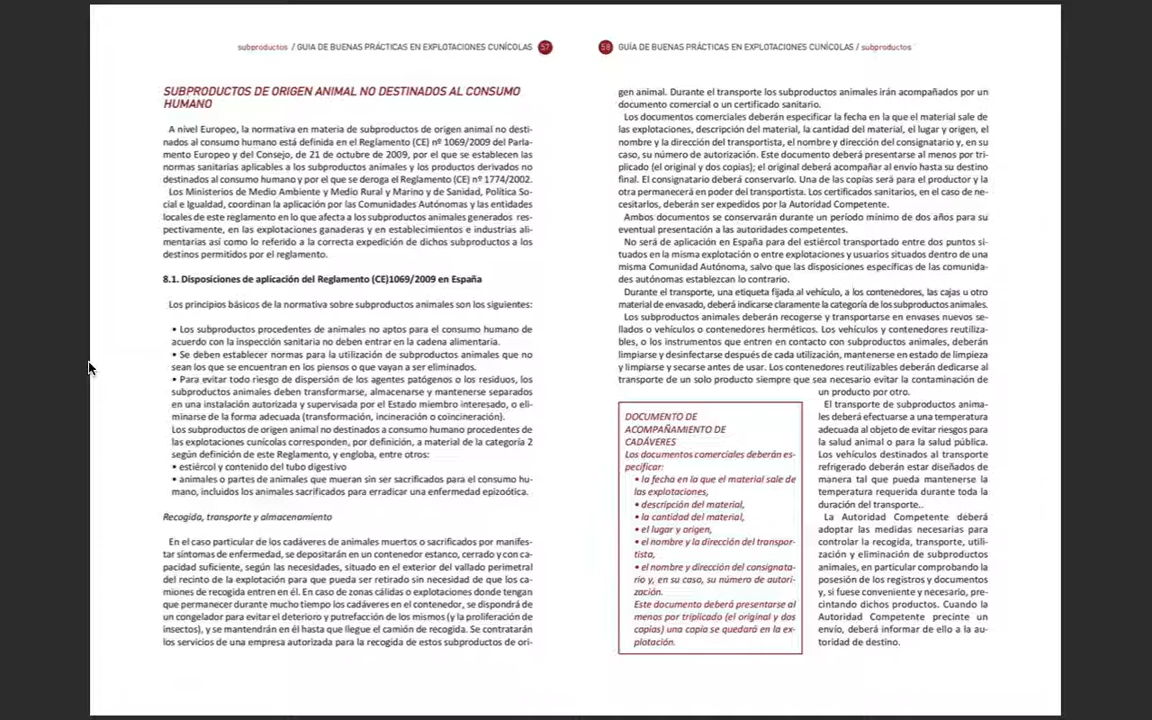 subproductos / GUIA DE BUENAS PRÁCTICAS EN EXPLOTACIONES CUNÍCOLAS 57
SUBPRODUCTOS DE ORIGEN ANIMAL NO DESTINADOS AL CONSUMO
HUMANO
A nivel Europeo, la normativa en materia de subproductos de origen animal no desti-
nados al consumo humano está definida en el Reglamento (CE) nº 1069/2009 del Parla-
mento Europeo y del Consejo, de 21 de octubre de 2009, por el que se establecen las
normas sanitarias aplicables a los subproductos animales y los productos derivados no
destinados al consumo humano y por el que se deroga el Reglamento (CE) nº 1774/2002.
Los Ministerios de Medio Ambiente y Medio Rural y Marino y de Sanidad, Política So-
cial e Igualdad, coordinan la aplicación por las Comunidades Autónomas y las entidades
locales de este reglamento en lo que afecta a los subproductos animales generados res-
pectivamente, en las explotaciones ganaderas y en establecimientos e industrias ali-
mentarias así como lo referido a la correcta expedición de dichos subproductos a los
destinos permitidos por el reglamento.
8.1. Disposiciones de aplicación del Reglamento (CE)1069/2009 en España
Los principios básicos de la normativa sobre subproductos animales son los siguientes:
• Los subproductos procedentes de animales no aptos para el consumo humano de
acuerdo con la inspección sanitaria no deben entrar en la cadena alimentaria.
• Se deben establecer normas para la utilización de subproductos animales que no
sean los que se encuentran en los piensos o que vayan a ser eliminados.
• Para evitar todo riesgo de dispersión de los agentes patógenos o los residuos, los
subproductos animales deben transformarse, almacenarse y mantenerse separados
en una instalación autorizada y supervisada por el Estado miembro interesado, o eli-
minarse de la forma adecuada (transformación, incineración o coincineración).
Los subproductos de origen animal no destinados a consumo humano procedentes de
las explotaciones cunícolas corresponden, por definición, a material de la categoría 2
según definición de este Reglamento, y engloba, entre otros:
• estiércol y contenido del tubo digestivo
• animales o partes de animales que mueran sin ser sacrificados para el consumo hu-
mano, incluidos los animales sacrificados para erradicar una enfermedad epizoótica.
Recogida, transporte y almacenamiento
En el caso particular de los cadáveres de animales muertos o sacrificados por manifes-
tar síntomas de enfermedad, se depositarán en un contenedor estanco, cerrado y con ca-
pacidad suficiente, según las necesidades, situado en el exterior del vallado perimetral
del recinto de la explotación para que pueda ser retirado sin necesidad de que los ca-
miones de recogida entren en él. En caso de zonas cálidas o explotaciones donde tengan
que permanecer durante mucho tiempo los cadáveres en el contenedor, se dispondrá de
un congelador para evitar el deterioro y putrefacción de los mismos (y la proliferación de
insectos), y se mantendrán en él hasta que llegue el camión de recogida. Se contratarán
los servicios de una empresa autorizada para la recogida de estos subproductos de ori-
58 GUÍA DE BUENAS PRÁCTICAS EN EXPLOTACIONES CUNÍCOLAS / subproductos
gen animal. Durante el transporte los subproductos animales irán acompañados por un
documento comercial o un certificado sanitario.
Los documentos comerciales deberán especificar la fecha en la que el material sale de
las explotaciones, descripción del material, la cantidad del material, el lugar y origen, el
nombre y la dirección del transportista, el nombre y dirección del consignatario y, en su
caso, su número de autorización. Este documento deberá presentarse al menos por tri-
plicado (el original y dos copias); el original deberá acompañar al envío hasta su destino
final. El consignatario deberá conservarlo. Una de las copias será para el productor y la
otra permanecerá en poder del transportista. Los certificados sanitarios, en el caso de ne-
cesitarlos, deberán ser expedidos por la Autoridad Competente.
Ambos documentos se conservarán durante un período mínimo de dos años para su
eventual presentación a las autoridades competentes.
No será de aplicación en España para del estiércol transportado entre dos puntos si-
tuados en la misma explotación o entre explotaciones y usuarios situados dentro de una
misma Comunidad Autónoma, salvo que las disposiciones específicas de las comunida-
des autónomas establezcan lo contrario.
Durante el transporte, una etiqueta fijada al vehículo, a los contenedores, las cajas u otro
material de envasado, deberá indicarse claramente la categoría de los subproductos animales.
Los subproductos animales deberán recogerse y transportarse en envases nuevos se-
llados o vehículos o contenedores herméticos. Los vehículos y contenedores reutiliza-
bles, o los instrumentos que entren en contacto con subproductos animales, deberán
limpiarse y desinfectarse después de cada utilización, mantenerse en estado de limpieza
y limpiarse y secarse antes de usar. Los contenedores reutilizables deberán dedicarse al
transporte de un solo producto siempre que sea necesario evitar la contaminación de
un producto por otro.
El transporte de subproductos anima-
les deberá efectuarse a una temperatura
adecuada al objeto de evitar riesgos para
la salud animal o para la salud pública.
Los vehículos destinados al transporte
refrigerado deberán estar diseñados de
manera tal que pueda mantenerse la
temperatura requerida durante toda la
duración del transporte..
La Autoridad Competente deberá
adoptar las medidas necesarias para
controlar la recogida, transporte, utili-
zación y eliminación de subproductos
animales, en particular comprobando la
posesión de los registros y documentos
y, si fuese conveniente y necesario, pre-
cintando dichos productos. Cuando la
Autoridad Competente precinte un
envío, deberá informar de ello a la au-
toridad de destino.
DOCUMENTO DE
ACOMPAÑAMIENTO DE
CADÁVERES
Los documentos comerciales deberán es-
pecificar:
• la fecha en la que el material sale de
las explotaciones,
• descripción del material,
• la cantidad del material,
• el lugar y origen,
• el nombre y la dirección del transpor-
tista,
• el nombre y dirección del consignata-
rio y, en su caso, su número de autori-
zación.
Este documento deberá presentarse al
menos por triplicado (el original y dos
copias) una copia se quedará en la ex-
plotación.